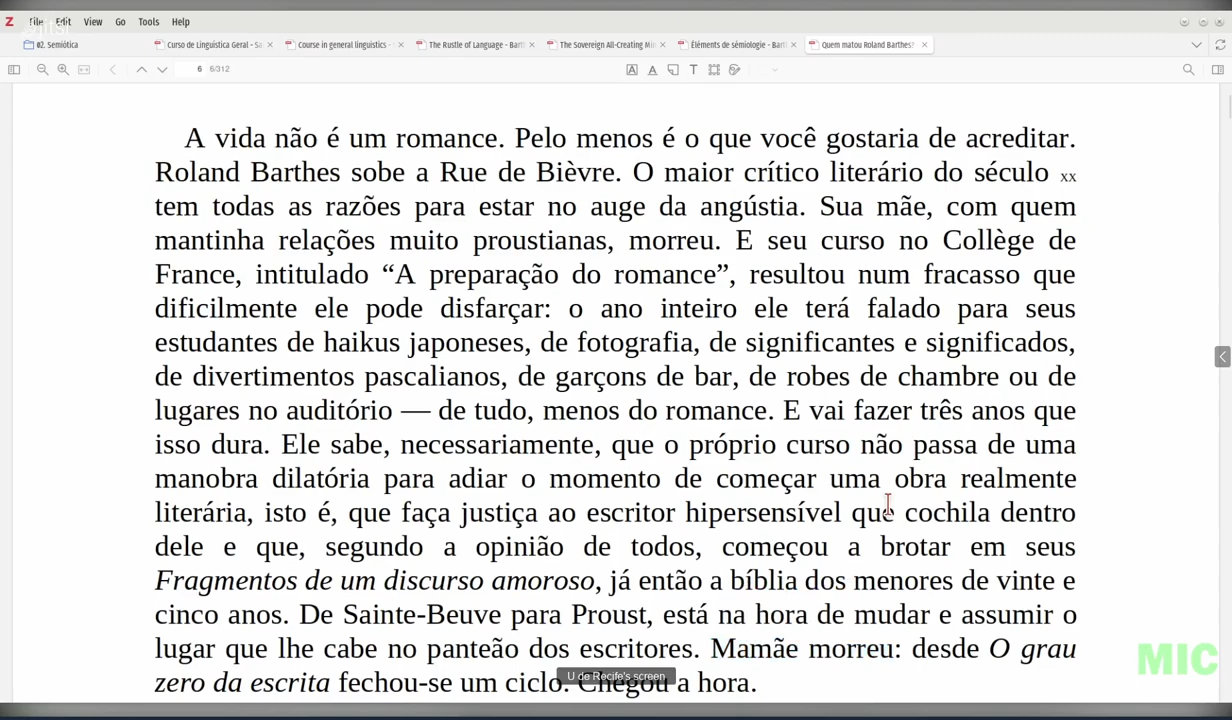 Z File Edit View Go Tools Help
#2. Semiótica
Curso de Linguística Geral - Sa
Course in general linguistics -
The Rustle of Language - Bart
The Sovereign All-Creating Mi
Éléments de sémiologie - Bart
Quem matou Roland Barthes?
6 6/312
A vida não é um romance. Pelo menos é o que você gostaria de acreditar.
Roland Barthes sobe a Rue de Bièvre. O maior crítico literário do século xx
tem todas as razões para estar no auge da angústia. Sua mãe, com quem
mantinha relações muito proustianas, morreu. E seu curso no Collège de
France, intitulado “A preparação do romance”, resultou num fracasso que
dificilmente ele pode disfarçar: o ano inteiro ele terá falado para seus
estudantes de haikus japoneses, de fotografia, de significantes e significados,
de divertimentos pascalianos, de garçons de bar, de robes de chambre ou de
lugares no auditório — de tudo, menos do romance. E vai fazer três anos que
isso dura. Ele sabe, necessariamente, que o próprio curso não passa de uma
manobra dilatória para adiar o momento de começar uma obra realmente
literária, isto é, que faça justiça ao escritor hipersensível que cochila dentro
dele e que, segundo a opinião de todos, começou a brotar em seus
Fragmentos de um discurso amoroso, já então a bíblia dos menores de vinte e
cinco anos. De Sainte-Beuve para Proust, está na hora de mudar e assumir o
lugar que lhe cabe no panteão dos escritores. Mamãe morreu: desde O grau
zero da escrita fechou-se um ciclo. Chegou a hora.
MIC
U de Recife's screen